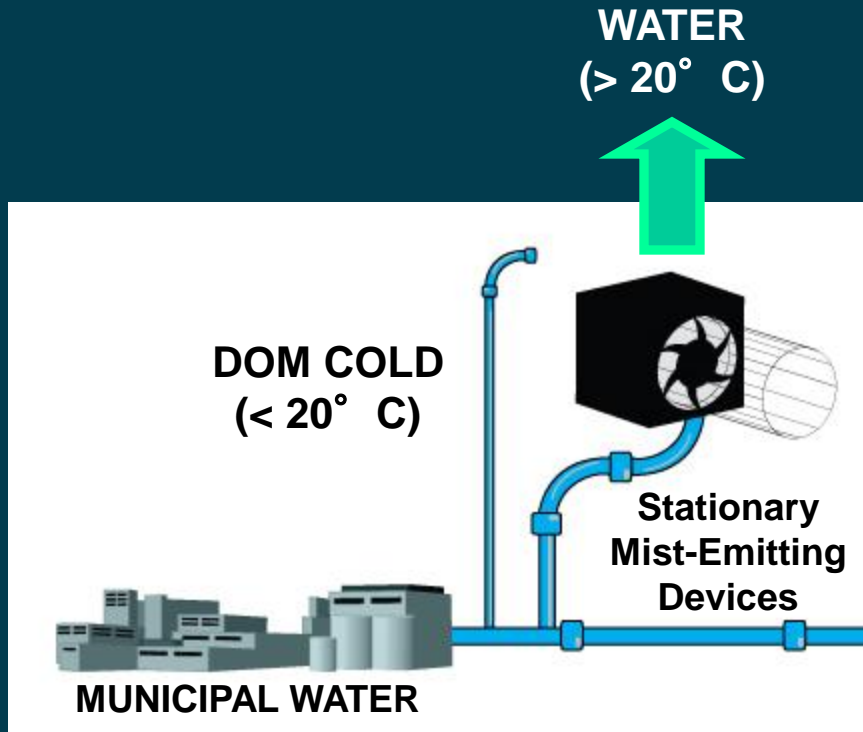 WATER
(> 20° C)
DOM COLD
(< 20° C)
Stationary
Mist-Emitting
Devices
MUNICIPAL WATER